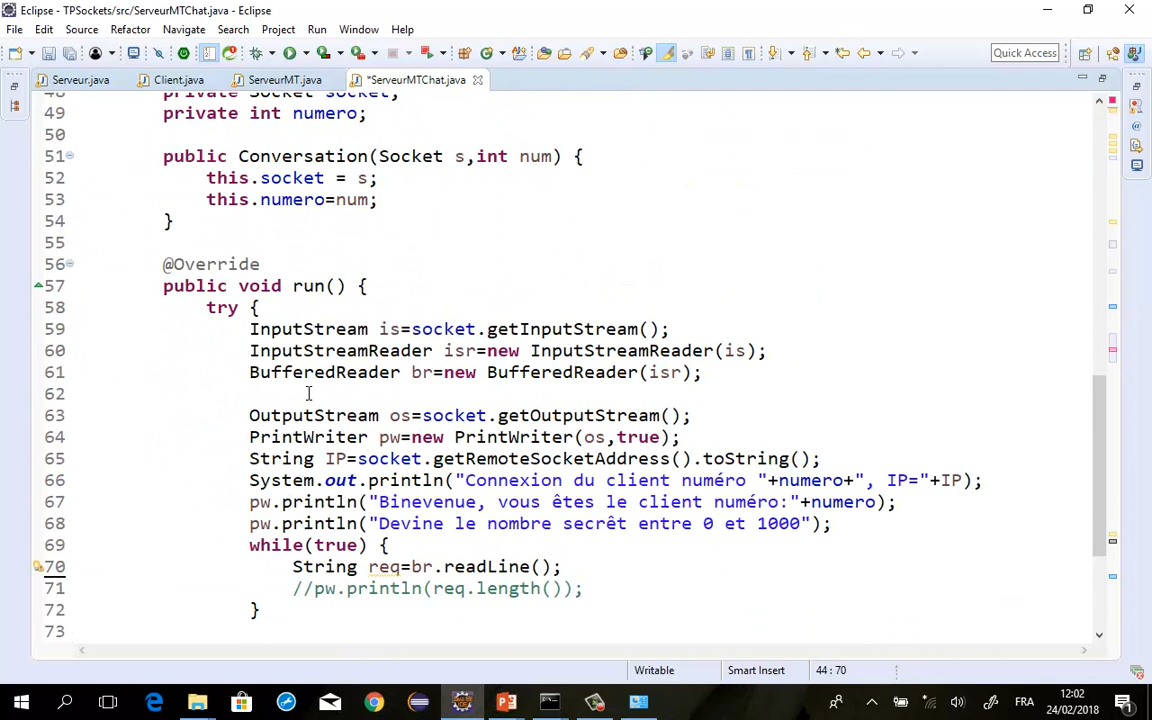 Eclipse - TPSockets/src/ServeurMTChat.java - Eclipse
File Edit Source Refactor Navigate Search Project Run Window Help
Quick Access
Serveur.java Client.java ServeurMT.java *ServeurMTChat.java
48 private Socket socket;
49 private int numero;
50
51 public Conversation(Socket s,int num) {
52 this.socket = s;
53 this.numero=num;
54 }
55
56 @Override
57 public void run() {
58 try {
59 InputStream is=socket.getInputStream();
60 InputStreamReader isr=new InputStreamReader(is);
61 BufferedReader br=new BufferedReader(isr);
62
63 OutputStream os=socket.getOutputStream();
64 PrintWriter pw=new PrintWriter(os,true);
65 String IP=socket.getRemoteSocketAddress().toString();
66 System.out.println("Connexion du client numéro "+numero+", IP="+IP);
67 pw.println("Binevenue, vous êtes le client numéro:"+numero);
68 pw.println("Devine le nombre secrêt entre 0 et 1000");
69 while(true) {
70 String req=br.readLine();
71 //pw.println(req.length());
72 }
73
Writable Smart Insert 44 : 70
FRA 12:02
24/02/2018 1